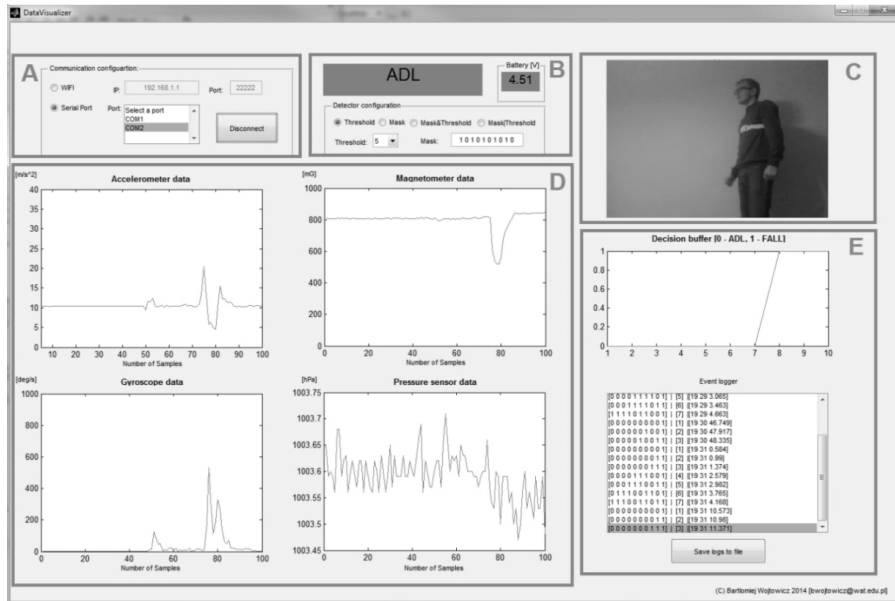 DataVisualizer
A
Communication configuartion:
WIFI
IP:
192.168.1.1
Port:
22222
Serial Port
Port:
Select a port
COM1
COM2
Disconnect
ADL
Battery [V]
4.51
B
Detector configuration
Threshold
Mask
Mask&Threshold
Mask|Threshold
Threshold:
5
Mask:
1 0 1 0 1 0 1 0 1 0
C
D
[m/s^2]
Accelerometer data
40
35
30
25
20
15
10
5
0
10 20 30 40 50 60 70 80 90 100
Number of Samples
[mG]
Magnetometer data
1000
800
600
400
200
0
0 20 40 60 80 100
Number of Samples
[deg/s]
Gyroscope data
1000
800
600
400
200
0
0 20 40 60 80 100
Number of Samples
[hPa]
Pressure sensor data
1003.75
1003.7
1003.65
1003.6
1003.55
1003.5
1003.45
0 20 40 60 80 100
Number of Samples
E
Decision buffer [0 - ADL, 1 - FALL]
1
0.8
0.6
0.4
0.2
0
1 2 3 4 5 6 7 8 9 10
Event logger
[0 0 0 0 1 1 1 1 0 1] | [5] |[19 29 3.065]
[0 0 0 1 1 1 1 0 1 1] | [6] |[19 29 3.463]
[1 1 1 1 0 1 1 0 0 1] | [7] |[19 29 4.663]
[0 0 0 0 0 0 0 0 0 1] | [1] |[19 30 46.749]
[0 0 0 0 0 1 0 0 0 1] | [2] |[19 30 47.917]
[0 0 0 0 0 1 0 0 1 1] | [3] |[19 30 48.335]
[0 0 0 0 0 0 0 0 0 1] | [1] |[19 31 0.584]
[0 0 0 0 0 0 0 0 1 1] | [2] |[19 31 0.99]
[0 0 0 0 0 0 0 1 1 1] | [3] |[19 31 1.374]
[0 0 0 0 1 1 1 0 0 1] | [4] |[19 31 2.579]
[0 0 0 1 1 1 0 0 1 1] | [5] |[19 31 2.982]
[0 1 1 1 0 0 1 1 0 1] | [6] |[19 31 3.765]
[1 1 1 0 0 1 1 0 1 1] | [7] |[19 31 4.168]
[0 0 0 0 0 0 0 0 0 1] | [1] |[19 31 10.573]
[0 0 0 0 0 0 0 0 1 1] | [2] |[19 31 10.98]
[0 0 0 0 0 0 0 1 1 1] | [3] |[19 31 11.371]
Save logs to file
(C) Bartłomiej Wojtowicz 2014 [bwojtowicz@wat.edu.pl]